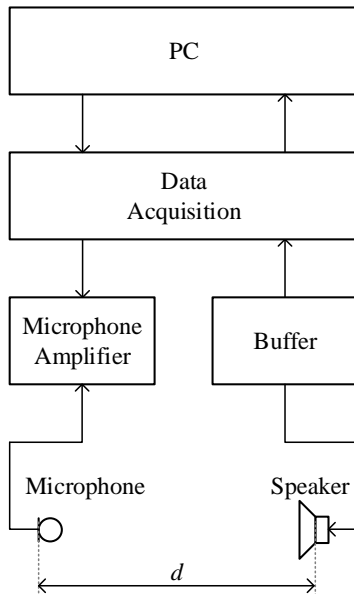 PC
Data
Acquisition
Microphone
Amplifier
Buffer
Microphone
Speaker
d